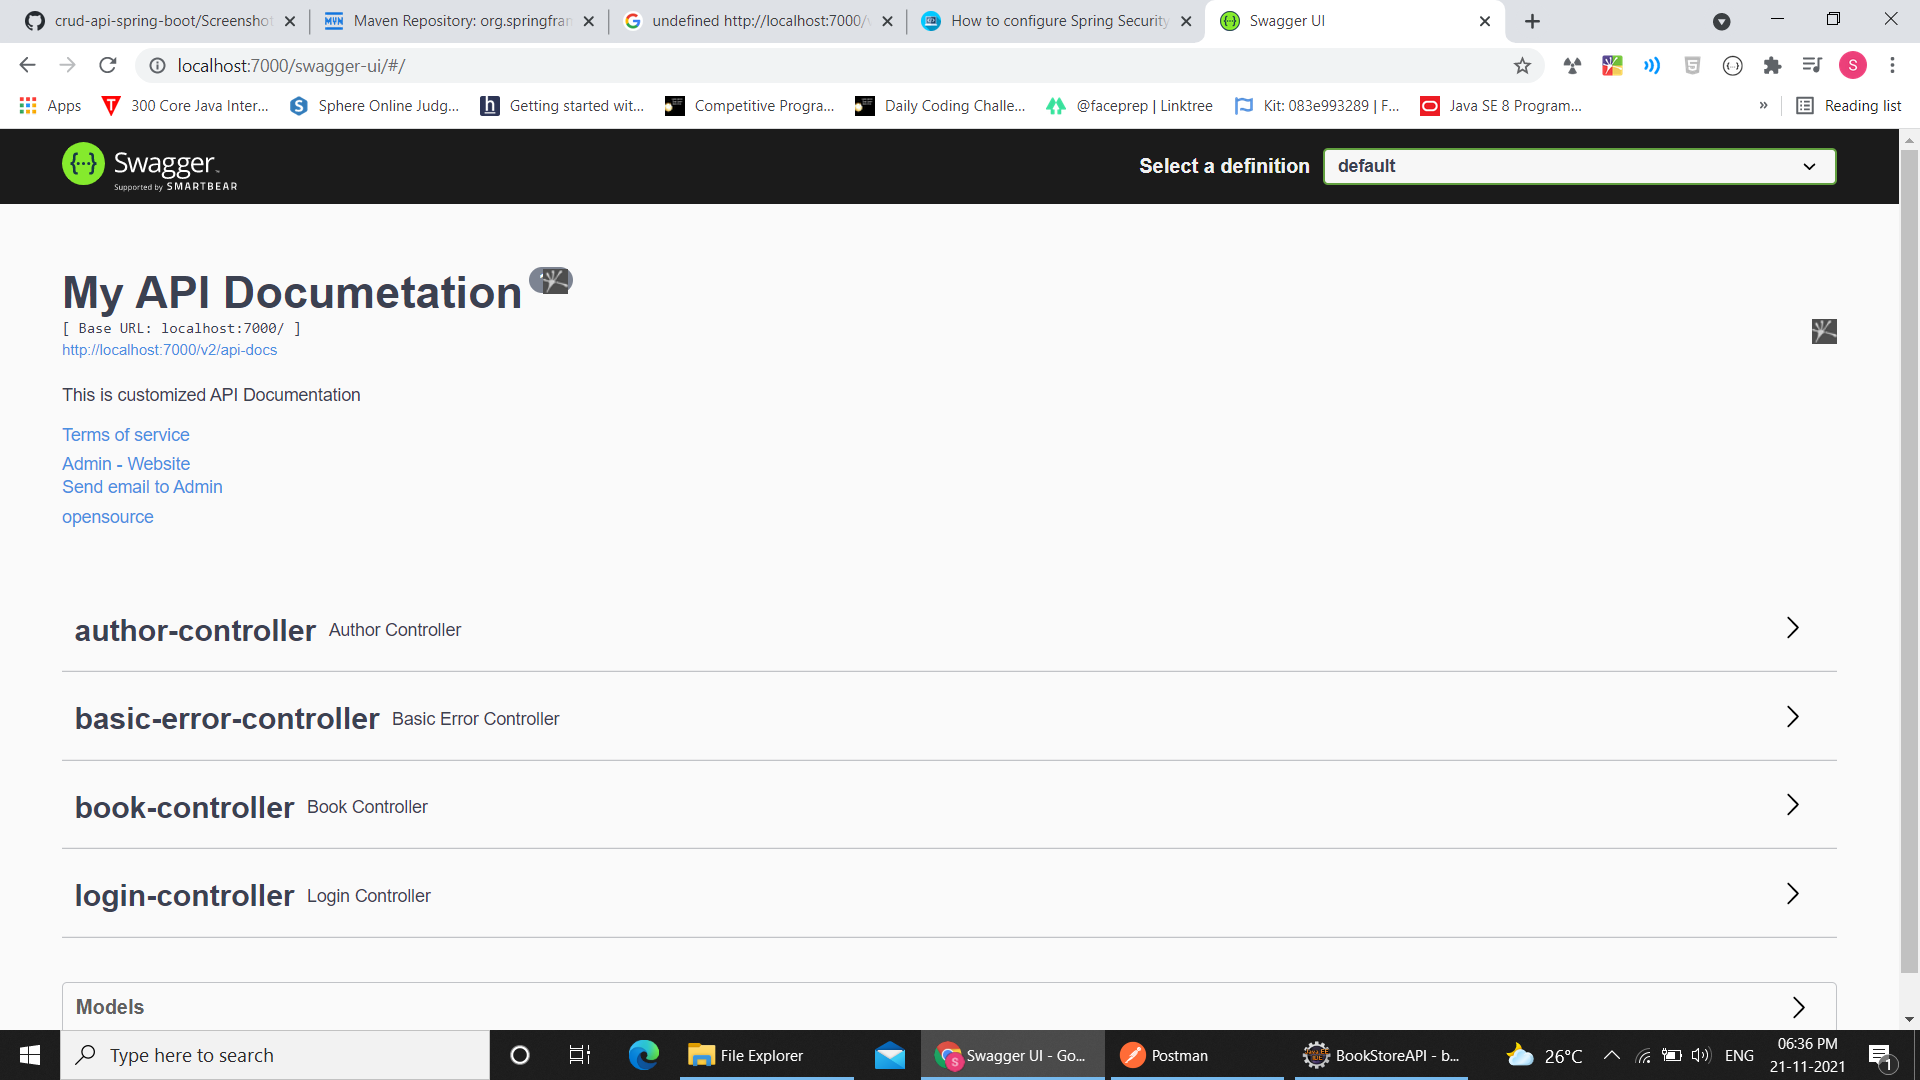 crud-api-spring-boot/Screenshot
Maven Repository: org.springfran
undefined http://localhost:7000/v
How to configure Spring Security
Swagger UI
localhost:7000/swagger-ui/#/
S
Apps
300 Core Java Inter...
Sphere Online Judg...
Getting started wit...
Competitive Progra...
Daily Coding Challe...
@faceprep | Linktree
Kit: 083e993289 | F...
Java SE 8 Program...
»
Reading list
Swagger
Supported by SMARTBEAR
Select a definition
default
My API Documetation
[ Base URL: localhost:7000/ ]
http://localhost:7000/v2/api-docs
This is customized API Documentation
Terms of service
Admin - Website
Send email to Admin
opensource
author-controller Author Controller
basic-error-controller Basic Error Controller
book-controller Book Controller
login-controller Login Controller
Models
Type here to search
File Explorer
Swagger UI - Go...
Postman
BookStoreAPI - b...
26°C
ENG
06:36 PM
21-11-2021
1